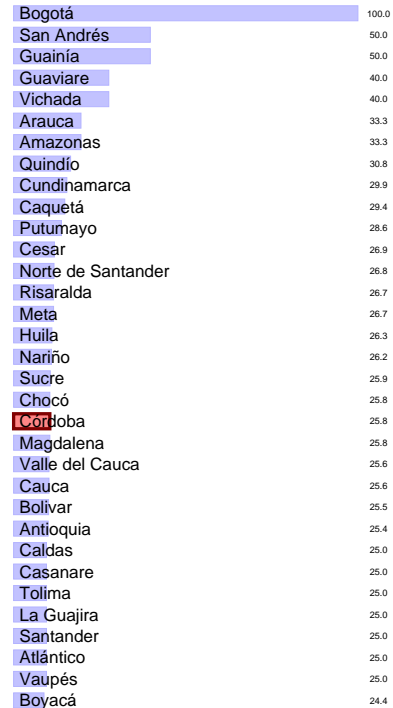 Bogotá 100.0
San Andrés 50.0
Guainía 50.0
Guaviare 40.0
Vichada 40.0
Arauca 33.3
Amazonas 33.3
Quindío 30.8
Cundinamarca 29.9
Caquetá 29.4
Putumayo 28.6
Cesar 26.9
Norte de Santander 26.8
Risaralda 26.7
Meta 26.7
Huila 26.3
Nariño 26.2
Sucre 25.9
Chocó 25.8
Córdoba 25.8
Magdalena 25.8
Valle del Cauca 25.6
Cauca 25.6
Bolivar 25.5
Antioquia 25.4
Caldas 25.0
Casanare 25.0
Tolima 25.0
La Guajira 25.0
Santander 25.0
Atlántico 25.0
Vaupés 25.0
Boyacá 24.4